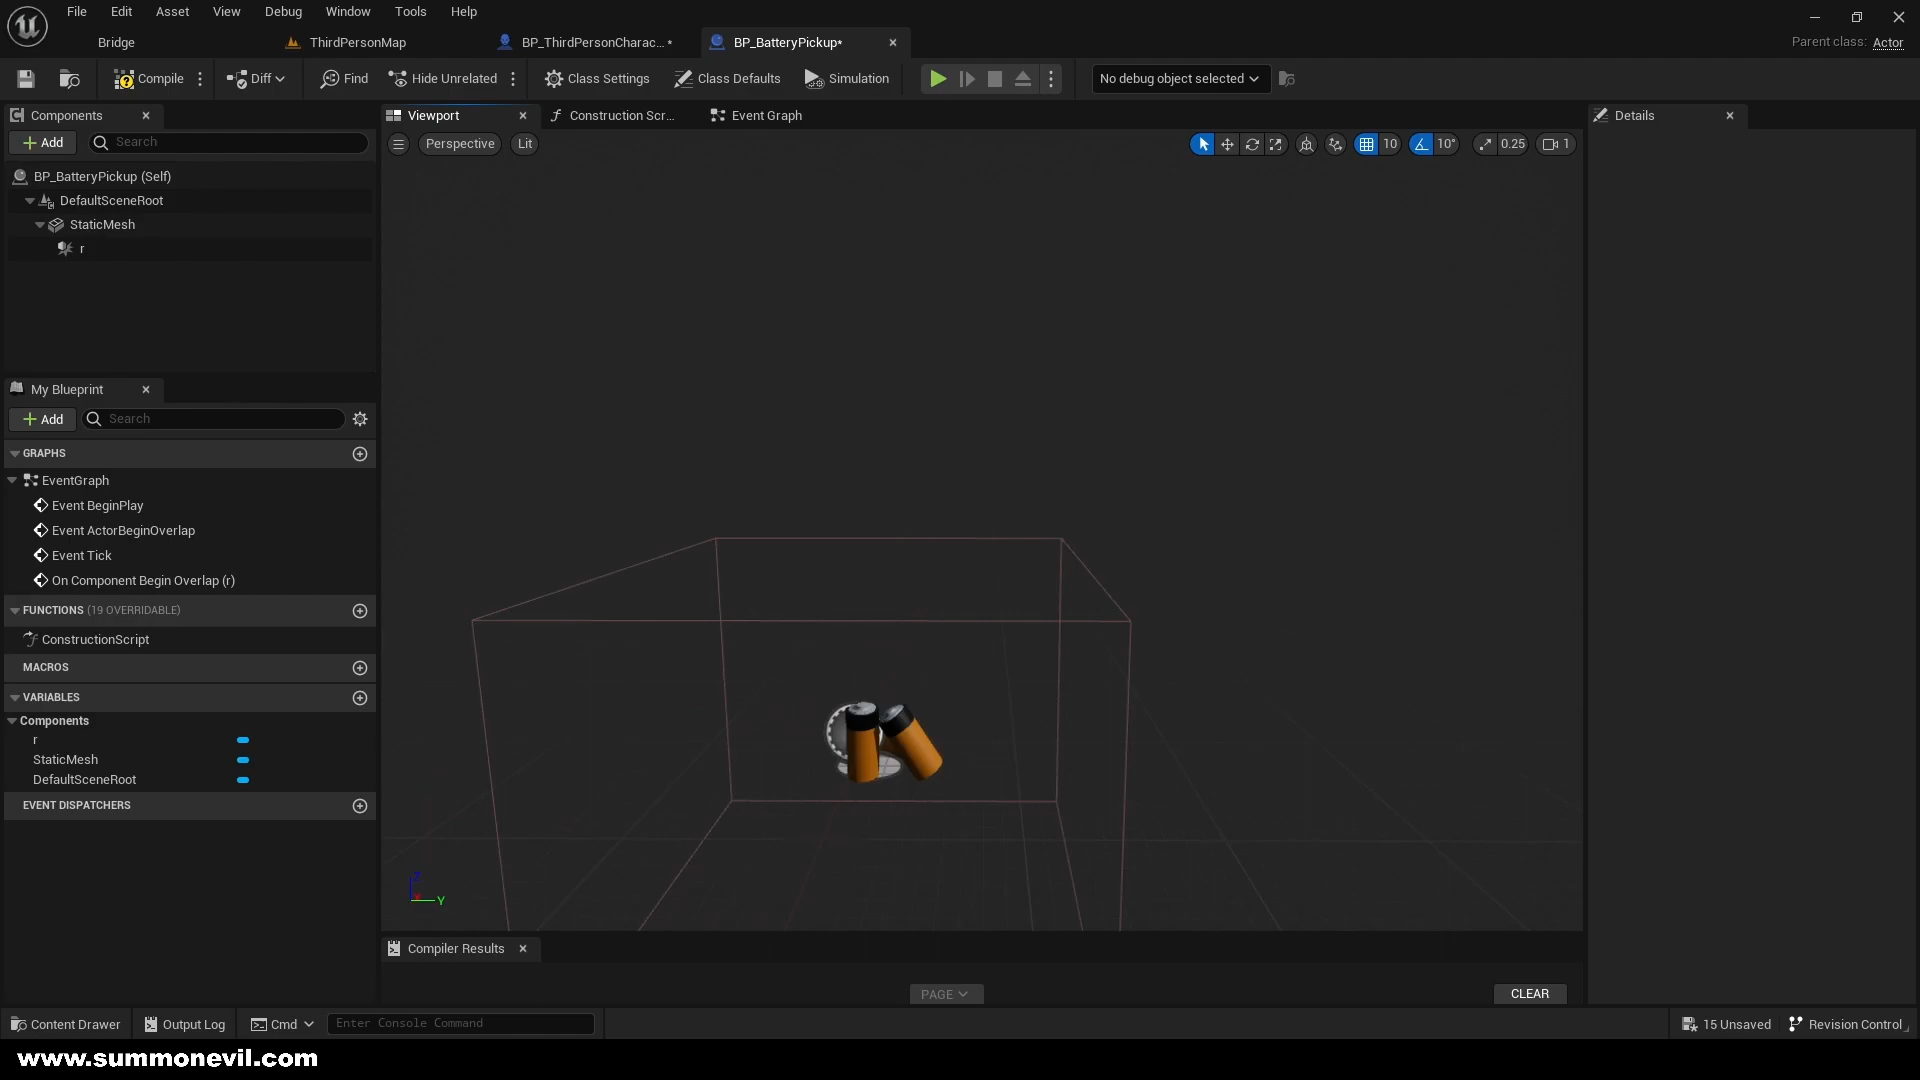 File Edit Asset View Debug Window Tools Help
Bridge ThirdPersonMap BP_ThirdPersonCharac...* BP_BatteryPickup* Parent class: Actor
Compile Diff Find Hide Unrelated Class Settings Class Defaults Simulation No debug object selected
Components Viewport Construction Scr... Event Graph Details
Add Search Perspective Lit 10 10° 0.25 1
BP_BatteryPickup (Self)
DefaultSceneRoot
StaticMesh
r
My Blueprint
Add Search
GRAPHS
EventGraph
Event BeginPlay
Event ActorBeginOverlap
Event Tick
On Component Begin Overlap (r)
FUNCTIONS (19 OVERRIDABLE)
ConstructionScript
MACROS
VARIABLES
Components
r
StaticMesh
DefaultSceneRoot
EVENT DISPATCHERS
Z
Y
Compiler Results
PAGE CLEAR
Content Drawer Output Log Cmd Enter Console Command 15 Unsaved Revision Control
www.summonevil.com